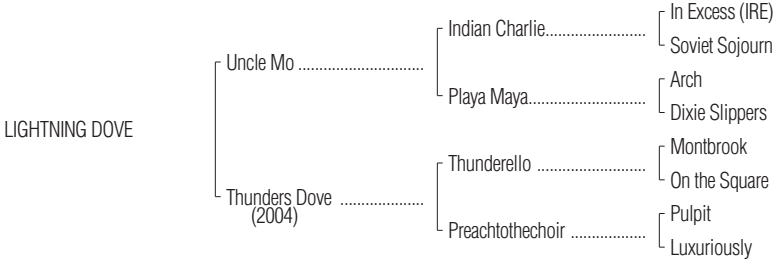 In Excess (IRE)
Indian Charlie.......................
Soviet Sojourn
Uncle Mo ............................
Arch
Playa Maya...........................
Dixie Slippers
LIGHTNING DOVE
Montbrook
Thunderello ........................
On the Square
Thunders Dove ...................
(2004)
Pulpit
Preachtothechoir .................
Luxuriously